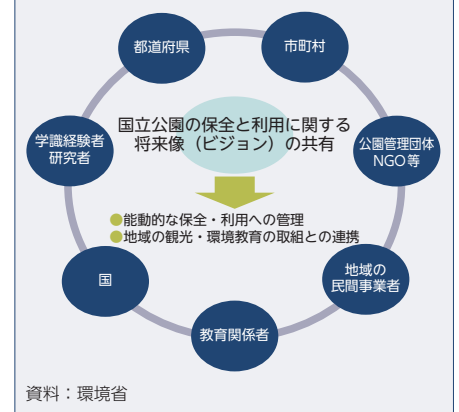 都道府県
市町村
国立公園の保全と利用に関する
将来像（ビジョン）の共有
学識経験者
研究者
公園管理団体
NGO等
●能動的な保全・利用への管理
●地域の観光・環境教育の取組との連携
国
地域の
民間事業者
教育関係者
資料：環境省